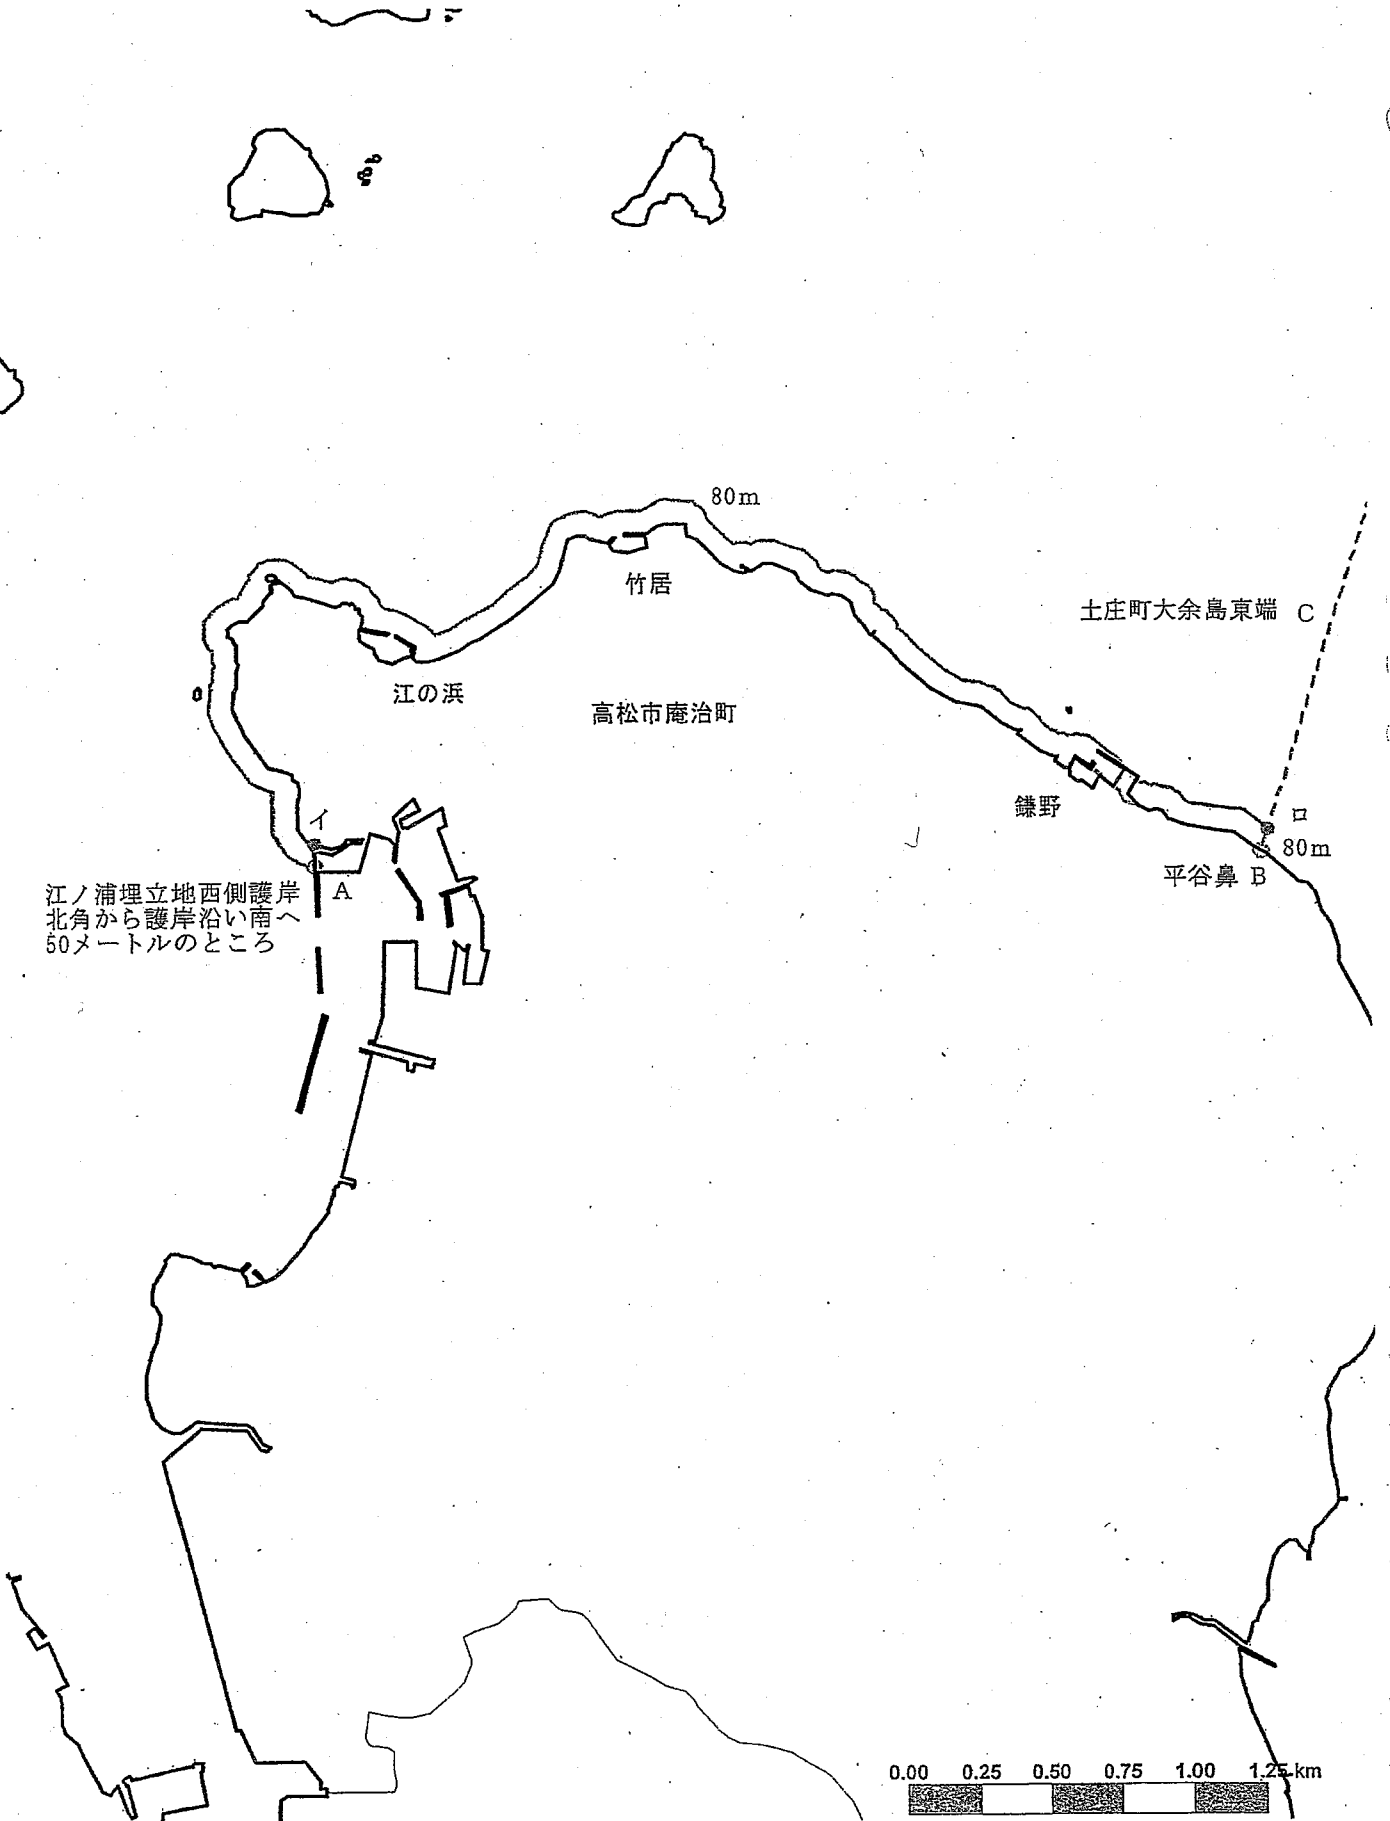 80m
竹居
土庄町大余島東端 C
江の浜
高松市庵治町
鎌野
イ
ロ
80m
平谷鼻 B
A
江ノ浦埋立地西側護岸
北角から護岸沿い南へ
50メートルのところ
0.00 0.25 0.50 0.75 1.00 1.25 km